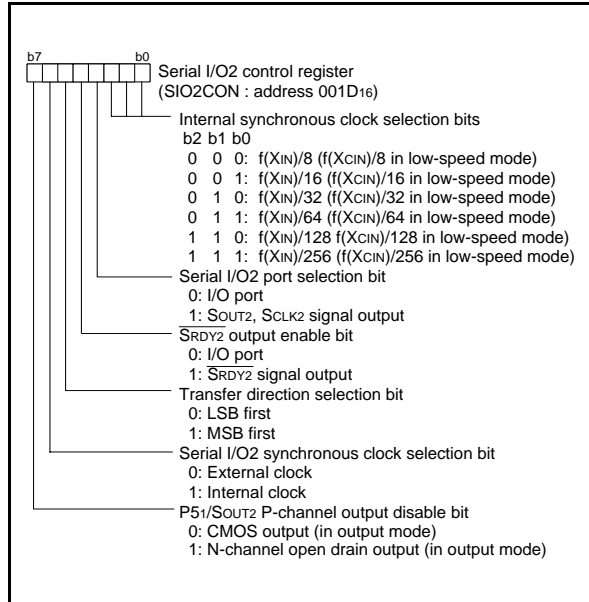 b7 b0
Serial I/O2 control register
(SIO2CON : address 001D16)
Internal synchronous clock selection bits
b2 b1 b0
0 0 0: f(XIN)/8 (f(XCIN)/8 in low-speed mode)
0 0 1: f(XIN)/16 (f(XCIN)/16 in low-speed mode)
0 1 0: f(XIN)/32 (f(XCIN)/32 in low-speed mode)
0 1 1: f(XIN)/64 (f(XCIN)/64 in low-speed mode)
1 1 0: f(XIN)/128 f(XCIN)/128 in low-speed mode)
1 1 1: f(XIN)/256 (f(XCIN)/256 in low-speed mode)
Serial I/O2 port selection bit
0: I/O port
1: SOUT2, SCLK2 signal output
SRDY2 output enable bit
0: I/O port
1: SRDY2 signal output
Transfer direction selection bit
0: LSB first
1: MSB first
Serial I/O2 synchronous clock selection bit
0: External clock
1: Internal clock
P51/SOUT2 P-channel output disable bit
0: CMOS output (in output mode)
1: N-channel open drain output (in output mode)